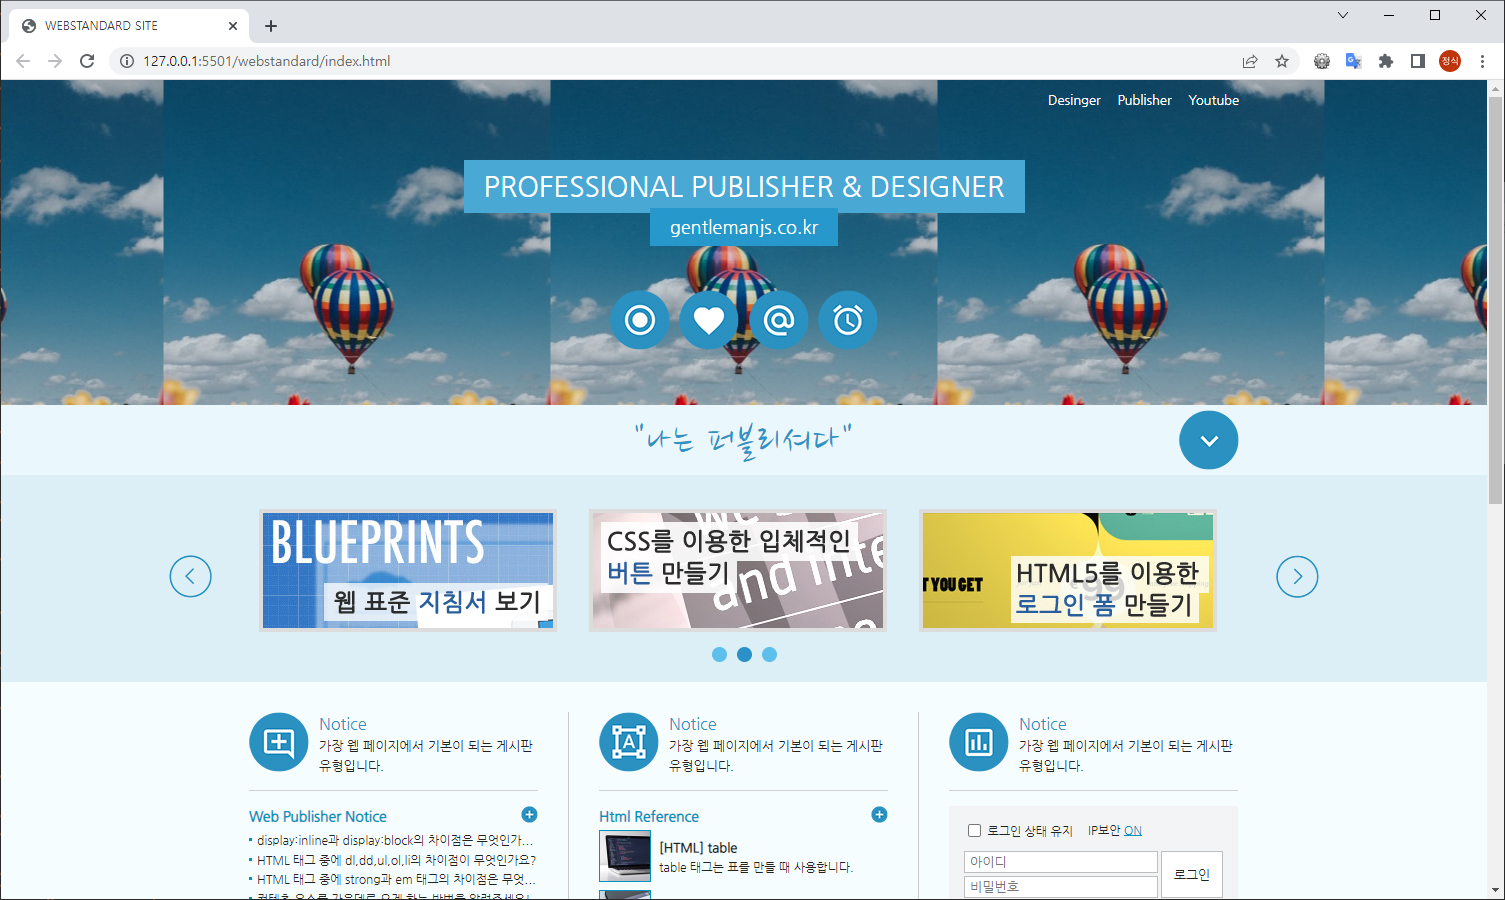 WEBSTANDARD SITE
127.0.0.1:5501/webstandard/index.html
정식
Desinger Publisher Youtube
PROFESSIONAL PUBLISHER & DESIGNER
gentlemanjs.co.kr
"나는 퍼블리셔다"
BLUEPRINTS
웹 표준 지침서 보기
CSS를 이용한 입체적인
버튼 만들기
and inte
T YOU GET
HTML5를 이용한
로그인 폼 만들기
Notice
가장 웹 페이지에서 기본이 되는 게시판
유형입니다.
Notice
가장 웹 페이지에서 기본이 되는 게시판
유형입니다.
Notice
가장 웹 페이지에서 기본이 되는 게시판
유형입니다.
Web Publisher Notice
display:inline과 display:block의 차이점은 무엇인가...
HTML 태그 중에 dl,dd,ul,ol,li의 차이점이 무엇인가요?
HTML 태그 중에 strong과 em 태그의 차이점은 무엇...
Html Reference
[HTML] table
table 태그는 표를 만들 때 사용합니다.
로그인 상태 유지 IP보안 ON
아이디
비밀번호
로그인